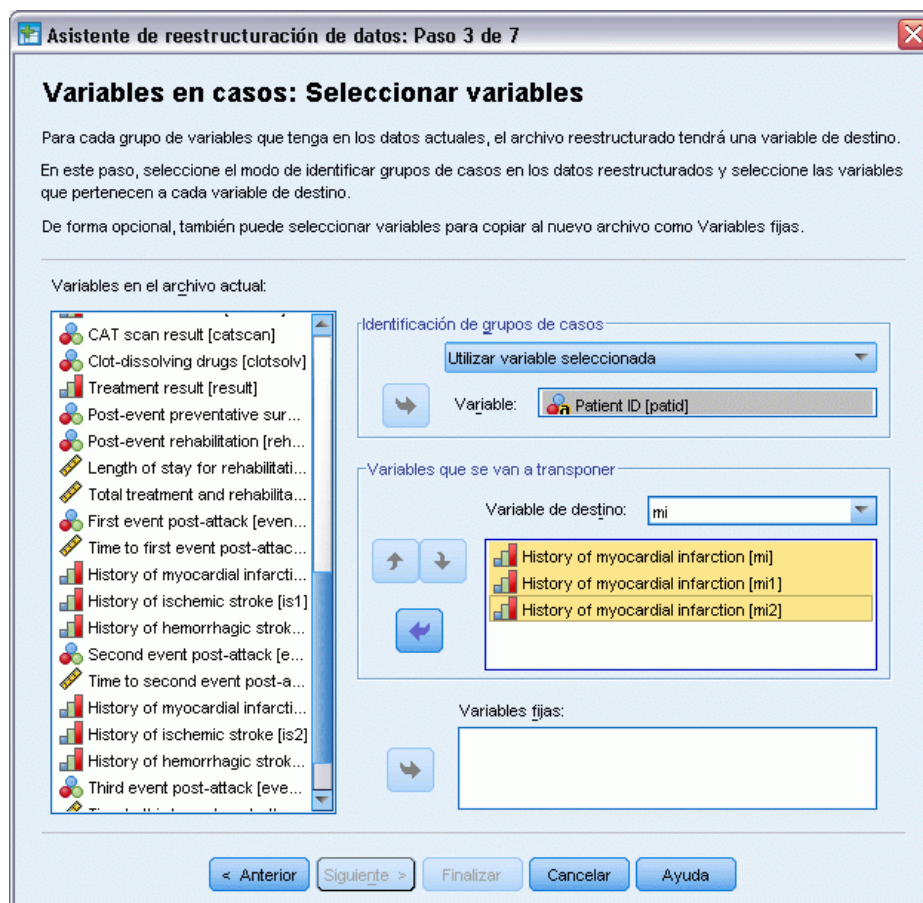 Asistente de reestructuración de datos: Paso 3 de 7
Variables en casos: Seleccionar variables
Para cada grupo de variables que tenga en los datos actuales, el archivo reestructurado tendrá una variable de destino.
En este paso, seleccione el modo de identificar grupos de casos en los datos reestructurados y seleccione las variables
que pertenecen a cada variable de destino.
De forma opcional, también puede seleccionar variables para copiar al nuevo archivo como Variables fijas.
Variables en el archivo actual:
CAT scan result [catscan]
Clot-dissolving drugs [clotsolv]
Treatment result [result]
Post-event preventative sur...
Post-event rehabilitation [reh...
Length of stay for rehabilitati...
Total treatment and rehabilita...
First event post-attack [even...
Time to first event post-attac...
History of myocardial infarcti...
History of ischemic stroke [is1]
History of hemorrhagic strok...
Second event post-attack [e...
Time to second event post-a...
History of myocardial infarcti...
History of ischemic stroke [is2]
History of hemorrhagic strok...
Third event post-attack [eve...
Identificación de grupos de casos
Utilizar variable seleccionada
Variable: Patient ID [patid]
Variables que se van a transponer
Variable de destino: mi
History of myocardial infarction [mi]
History of myocardial infarction [mi1]
History of myocardial infarction [mi2]
Variables fijas:
< Anterior Siguiente > Finalizar Cancelar Ayuda